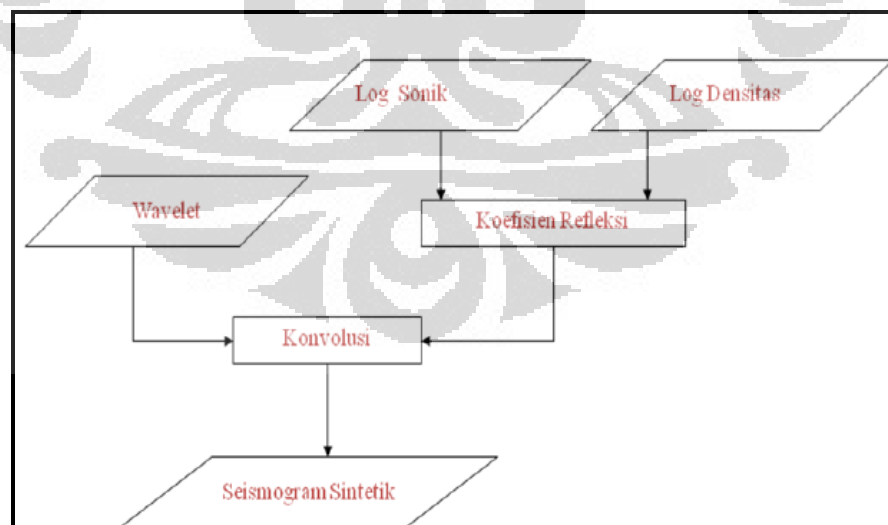 Log Sonik
Log Densitas
Wavelet
Koefisien Refleksi
Konvolusi
Seismogram Sintetik